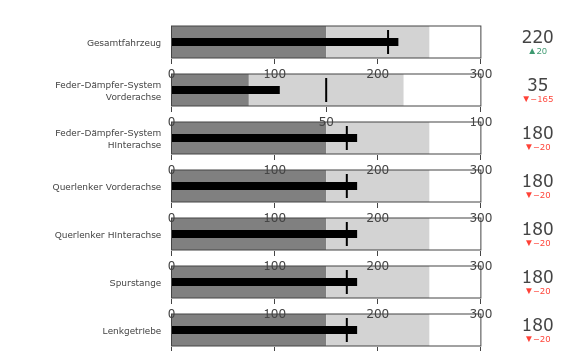 Gesamtfahrzeug
220
▲20
0 100 200 300
Feder-Dämpfer-System
Vorderachse
35
▼−165
0 50 100
Feder-Dämpfer-System
HInterachse
180
▼−20
0 100 200 300
Querlenker Vorderachse
180
▼−20
0 100 200 300
Querlenker HInterachse
180
▼−20
0 100 200 300
Spurstange
180
▼−20
0 100 200 300
Lenkgetriebe
180
▼−20